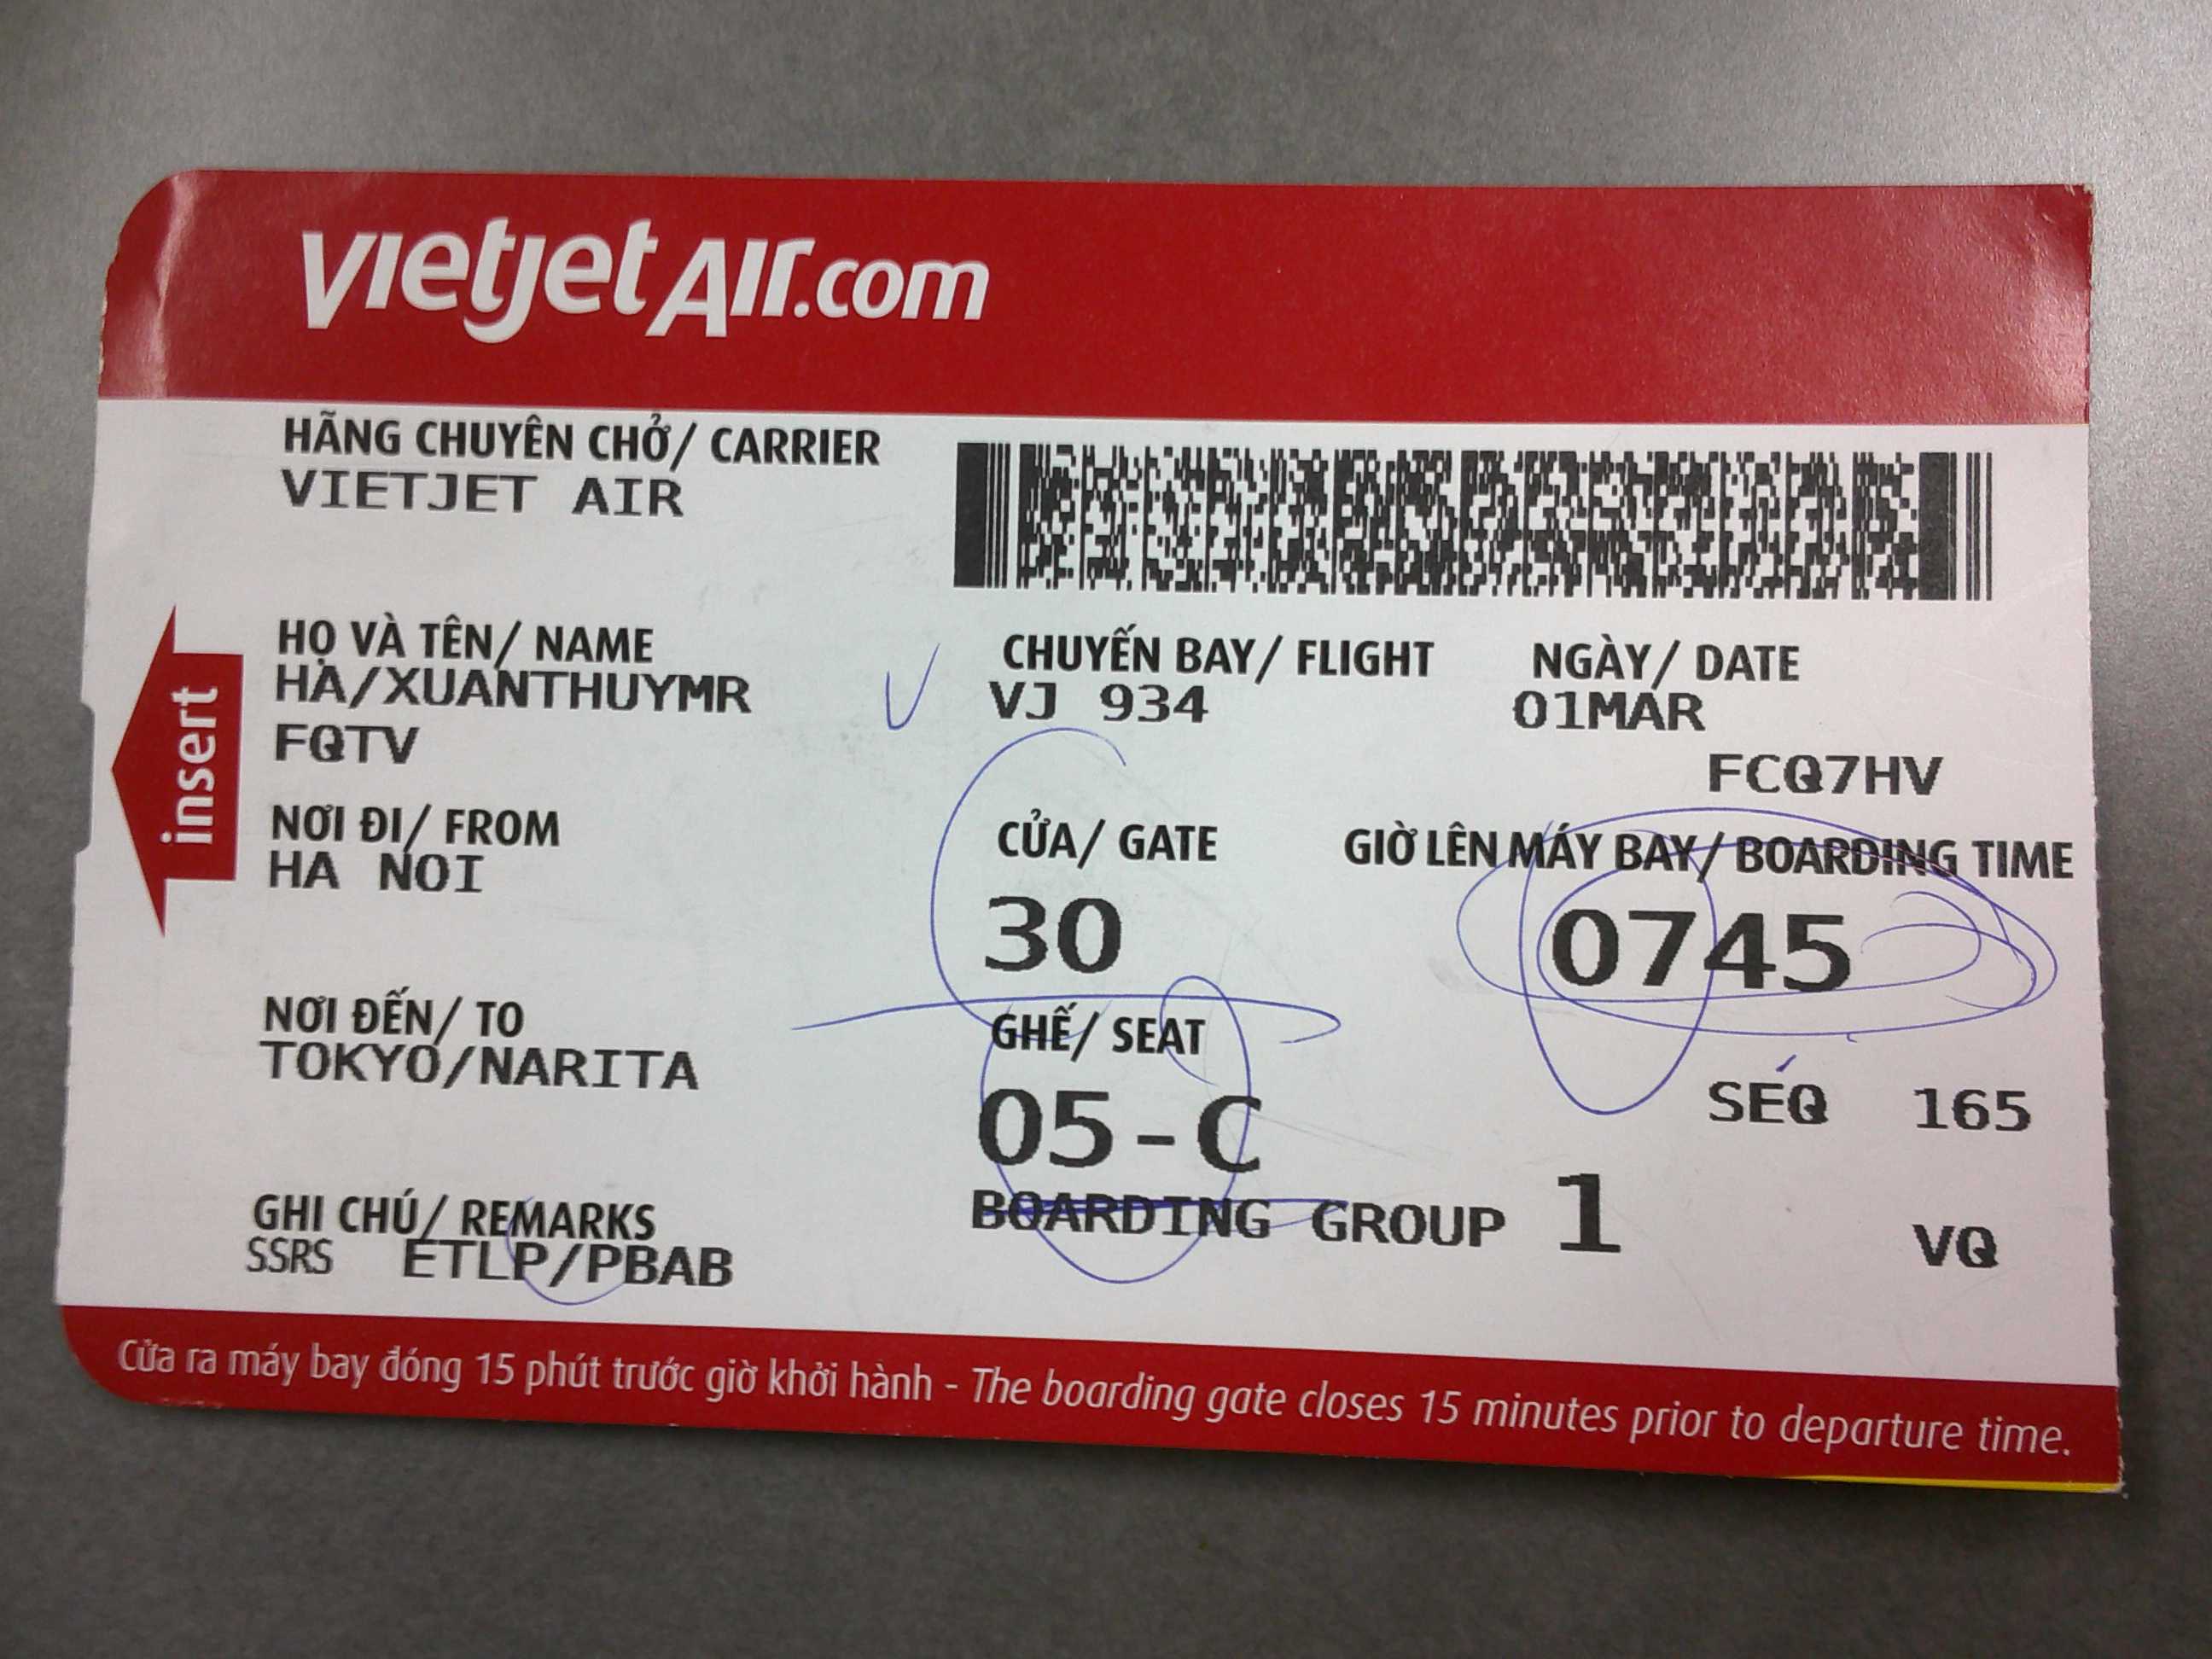 vietjetAir.com
HÃNG CHUYÊN CHỞ/ CARRIER
VIETJET AIR
HỌ VÀ TÊN/ NAME
HA/XUANTHUYMR
CHUYẾN BAY/ FLIGHT
VJ 934
NGÀY/ DATE
01MAR
FQTV
FCQ7HV
insert
NƠI ĐI/ FROM
HA NOI
CỬA/ GATE
30
GIỜ LÊN MÁY BAY/ BOARDING TIME
0745
NƠI ĐẾN/ TO
TOKYO/NARITA
GHẾ/ SEAT
05-C
SEQ 165
GHI CHÚ/ REMARKS
SSRS ETLP/PBAB
BOARDING GROUP 1
VQ
Cửa ra máy bay đóng 15 phút trước giờ khởi hành - The boarding gate closes 15 minutes prior to departure time.